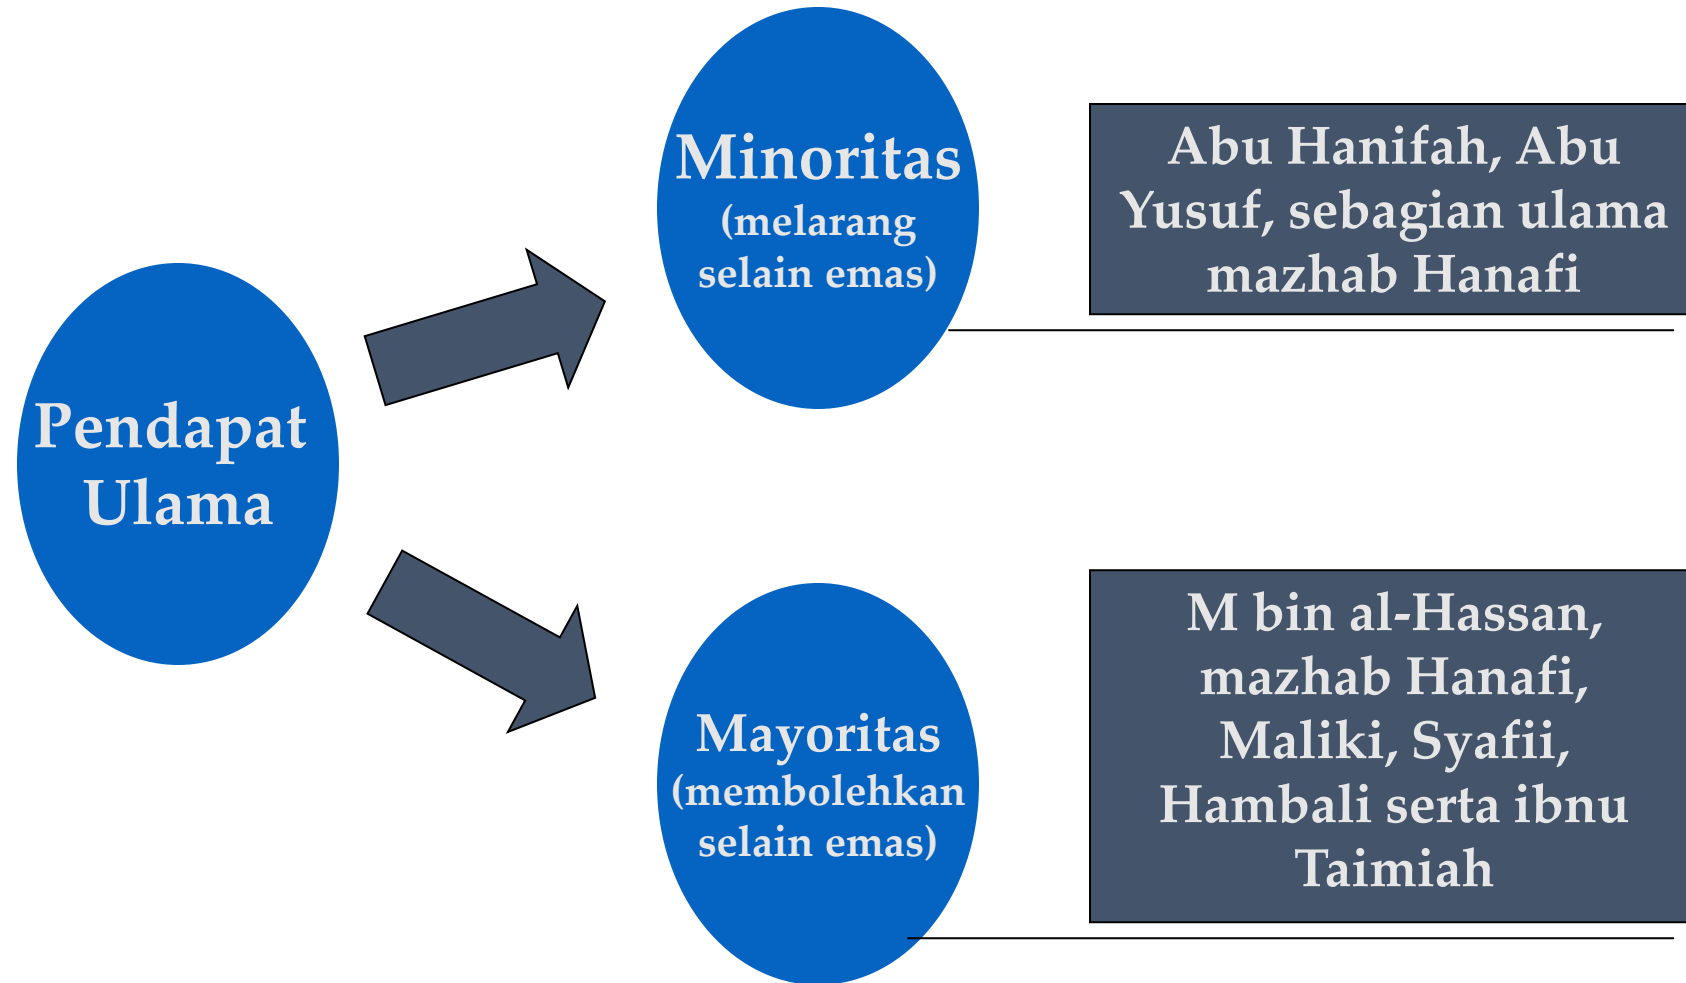 Pendapat
Ulama
Minoritas
(melarang
selain emas)
Abu Hanifah, Abu
Yusuf, sebagian ulama
mazhab Hanafi
Mayoritas
(membolehkan
selain emas)
M bin al-Hassan,
mazhab Hanafi,
Maliki, Syafii,
Hambali serta ibnu
Taimiah